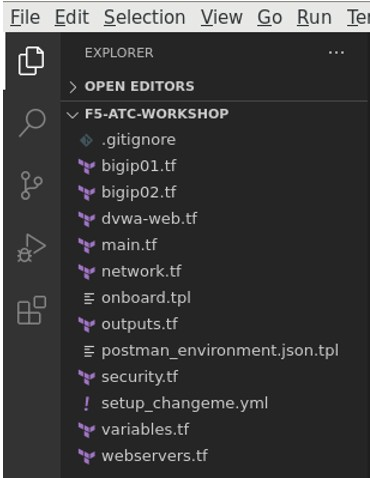 File Edit Selection View Go Run Ter
EXPLORER ...
OPEN EDITORS
F5-ATC-WORKSHOP
.gitignore
bigip01.tf
bigip02.tf
dvwa-web.tf
main.tf
network.tf
onboard.tpl
outputs.tf
postman_environment.json.tpl
security.tf
! setup_changeme.yml
variables.tf
webservers.tf